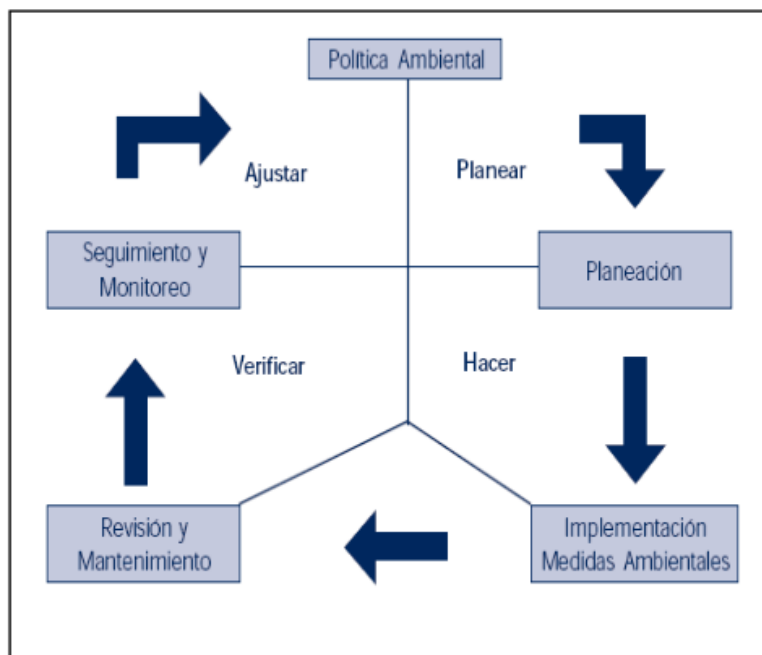 Política Ambiental
Ajustar
Planear
Seguimiento y
Monitoreo
Planeación
Verificar
Hacer
Revisión y
Mantenimiento
Implementación
Medidas Ambientales